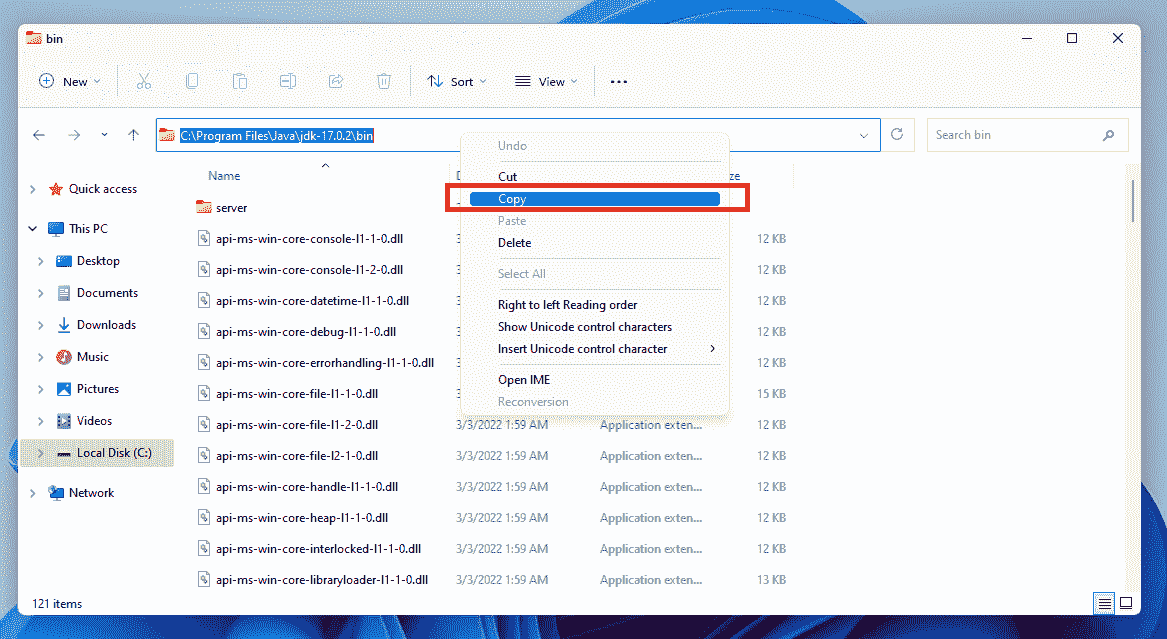 bin
New
Sort
View
C:\Program Files\Java\jdk-17.0.2\bin
Search bin
Name
ze
Undo
Cut
Copy
Paste
Delete
Select All
Right to left Reading order
Show Unicode control characters
Insert Unicode control character
Open IME
Reconversion
Quick access
This PC
Desktop
Documents
Downloads
Music
Pictures
Videos
Local Disk (C:)
Network
server
api-ms-win-core-console-l1-1-0.dll 12 KB
api-ms-win-core-console-l1-2-0.dll 12 KB
api-ms-win-core-datetime-l1-1-0.dll 12 KB
api-ms-win-core-debug-l1-1-0.dll 12 KB
api-ms-win-core-errorhandling-l1-1-0.dll 12 KB
api-ms-win-core-file-l1-1-0.dll 15 KB
api-ms-win-core-file-l1-2-0.dll 3/3/2022 1:59 AM Application exten... 12 KB
api-ms-win-core-file-l2-1-0.dll 3/3/2022 1:59 AM Application exten... 12 KB
api-ms-win-core-handle-l1-1-0.dll 3/3/2022 1:59 AM Application exten... 12 KB
api-ms-win-core-heap-l1-1-0.dll 3/3/2022 1:59 AM Application exten... 12 KB
api-ms-win-core-interlocked-l1-1-0.dll 3/3/2022 1:59 AM Application exten... 12 KB
api-ms-win-core-libraryloader-l1-1-0.dll 3/3/2022 1:59 AM Application exten... 13 KB
121 items